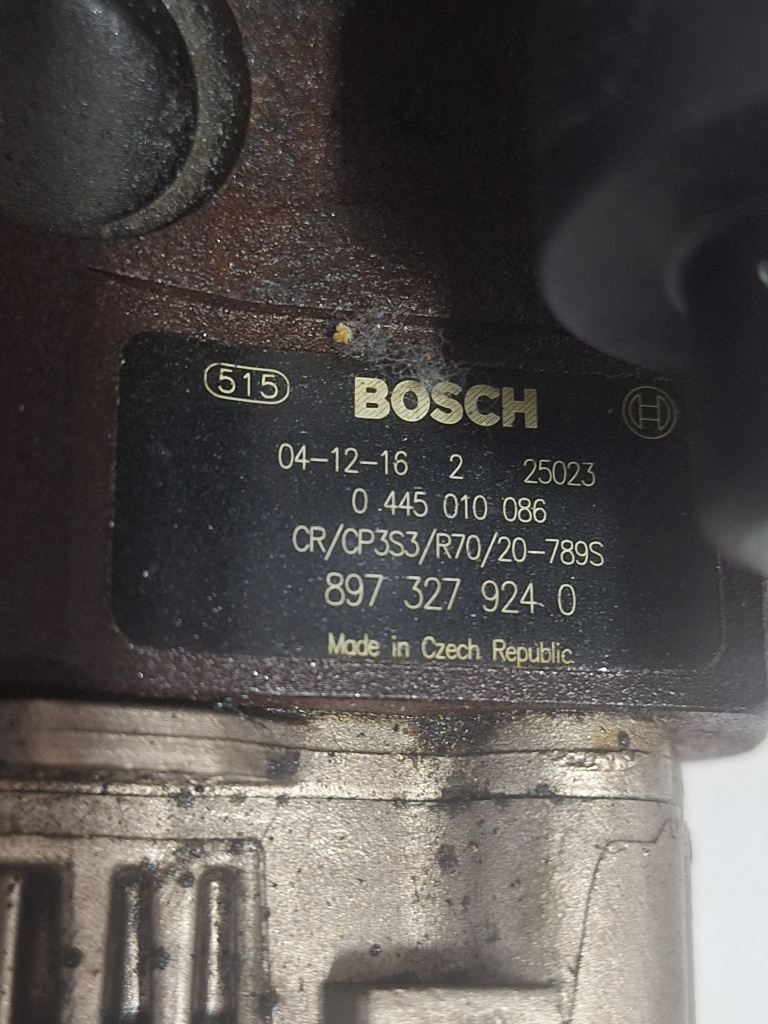 515 BOSCH H
04-12-16 2 25023
0 445 010 086
CR/CP3S3/R70/20-789S
897 327 924 0
Made in Czech Republic.